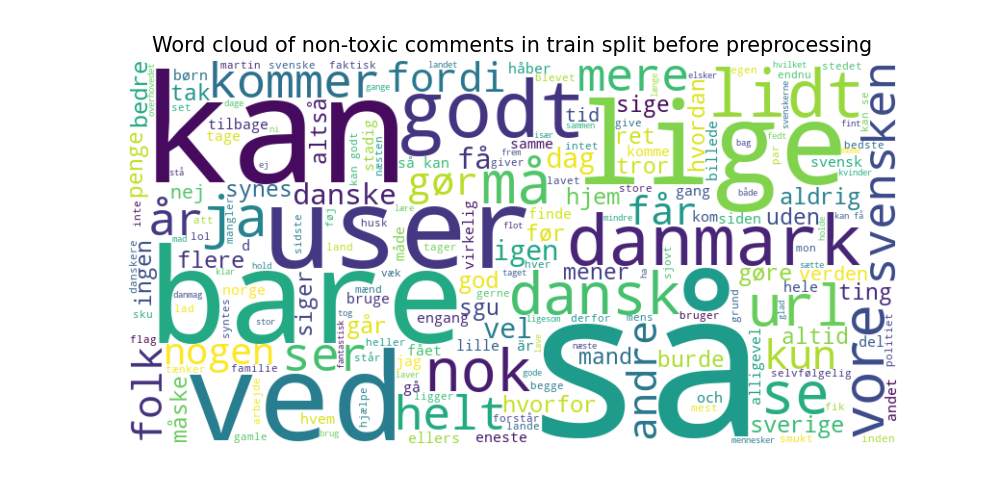 Word cloud of non-toxic comments in train split before preprocessing
kan
lige
user
så
bare
ved
godt
danmark
lidt
kommer
fordi
mere
svensken
vore
dansk
nok
url
ja
må
år
gør
får
helt
ser
nogen
folk
andre
se
kun
bedre
børn
martin
svenske
faktisk
landet
gange
håber
blevet
længe
elsker
egen
endnu
hvilket
stedet
overhovedet
tak
set
dage
ni
altså
stadig
næsten
især
sammen
tid
sige
samme
give
intet
ret
komme
tror
hvordan
billede
par
fedt
svenskerne
kan se
fint
bedste
bag
kvinder
svensk
penge
tilbage
tage
ej
kan godt
så kan
få
giver
frem
lavet
dag
hjem
store
gang
både
aldrig
nej
stå
synes
danske
inte
att
lol
mangler
sidste
føj
husk
lære
måde
virkelig
flot
finde
før
mindre
kom
siden
uden
holde
kan få
mon
danskere
ingen
mad
flere
d
klar
hold
land
væk
tager
igen
hver
mener
ha
sjovt
gøre
sætte
verden
hele
ting
sku
danmag
lad
norge
stor
syntes
siger
mænd
bruge
tog
god
gerne
taget
sgu
engang
ligesom
derfor
mens
bruger
grund
glad
altid
del
politiet
flag
tænker
familie
fantastisk
går
heller
står
fået
jag
laver
gå
lille
vel
är
lave
næste
gode
begge
mand
burde
alligevel
selvfølgelig
andet
måske
arbejde
hvem
hjælpe
brug
gamle
ligger
ellers
eneste
hvorfor
forstår
lande
och
mest
mennesker
smukt
sverige
fik
inden